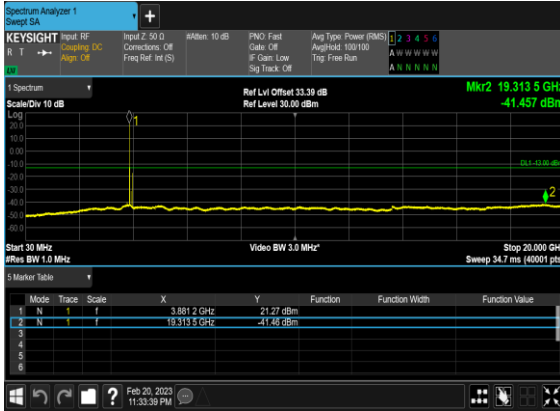 Spectrum Analyzer 1
Swept SA
+
KEYSIGHT Input: RF Input Z: 50 Ω #Atten: 10 dB PNO: Fast Avg Type: Power (RMS) 1 2 3 4 5 6
R T Coupling: DC Corrections: Off Gate: Off Avg|Hold: 100/100 A W W W W W
Align: Off Freq Ref: Int (S) IF Gain: Low Trig: Free Run
Sig Track: Off A N N N N N
1 Spectrum Ref Lvl Offset 33.39 dB Mkr2 19.313 5 GHz
Scale/Div 10 dB Ref Level 30.00 dBm -41.457 dBm
Log
20.0 1
10.0
0.00
-10.0 DL1 -13.00 dBm
-20.0
-30.0
-40.0 2
-50.0
-60.0
Start 30 MHz Video BW 3.0 MHz* Stop 20.000 GH
#Res BW 1.0 MHz Sweep 34.7 ms (40001 pts
5 Marker Table
Mode Trace Scale X Y Function Function Width Function Value
1 N 1 f 3.881 2 GHz 21.27 dBm
2 N 1 f 19.313 5 GHz -41.46 dBm
3
4
5
6
? Feb 20, 2023
11:33:39 PM